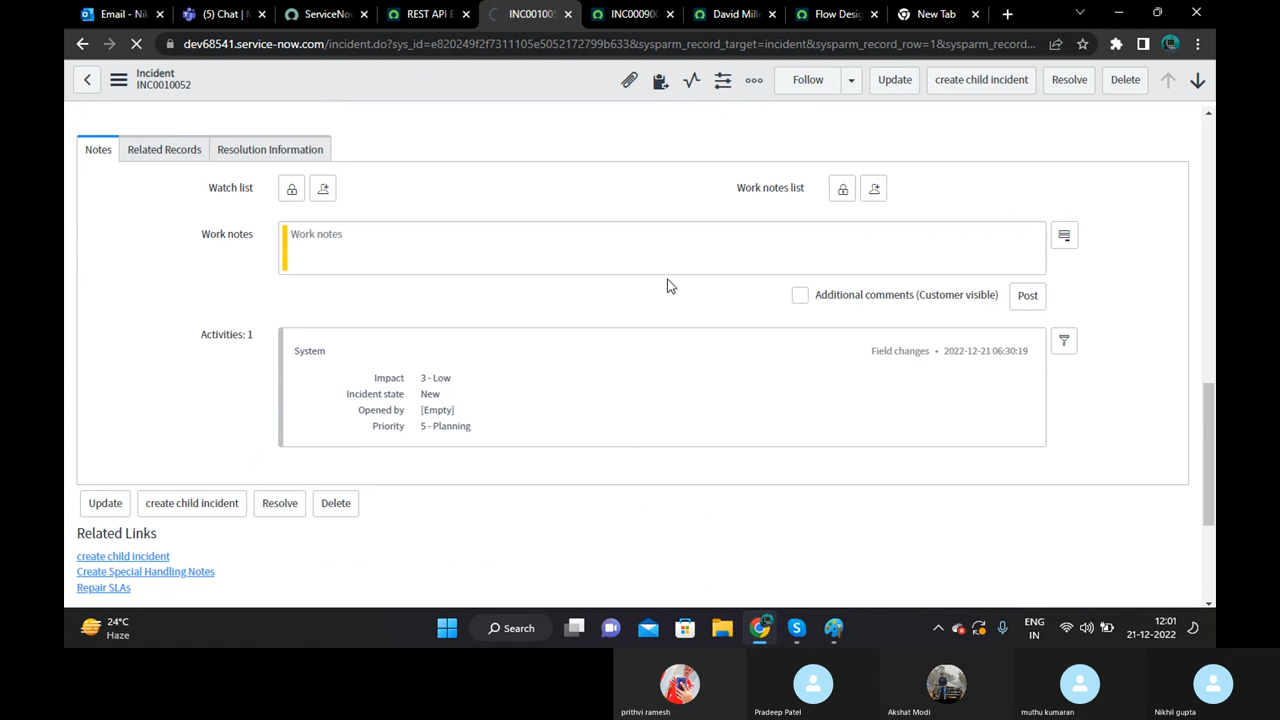 Email - Nik
(5) Chat | M
ServiceNov
REST API E
INC001005
INC000900
David Mille
Flow Desig
New Tab
dev68541.service-now.com/incident.do?sys_id=e820249f2f7311105e5052172799b633&sysparm_record_target=incident&sysparm_record_row=1&sysparm_record...
Incident
INC0010052
Follow
Update
create child incident
Resolve
Delete
Notes
Related Records
Resolution Information
Watch list
Work notes list
Work notes
Work notes
Additional comments (Customer visible)
Post
Activities: 1
System
Field changes • 2022-12-21 06:30:19
Impact 3 - Low
Incident state New
Opened by [Empty]
Priority 5 - Planning
Update
create child incident
Resolve
Delete
Related Links
create child incident
Create Special Handling Notes
Repair SLAs
24°C
Haze
Search
ENG
IN
12:01
21-12-2022
prithvi ramesh
Pradeep Patel
Akshat Modi
muthu kumaran
Nikhil gupta